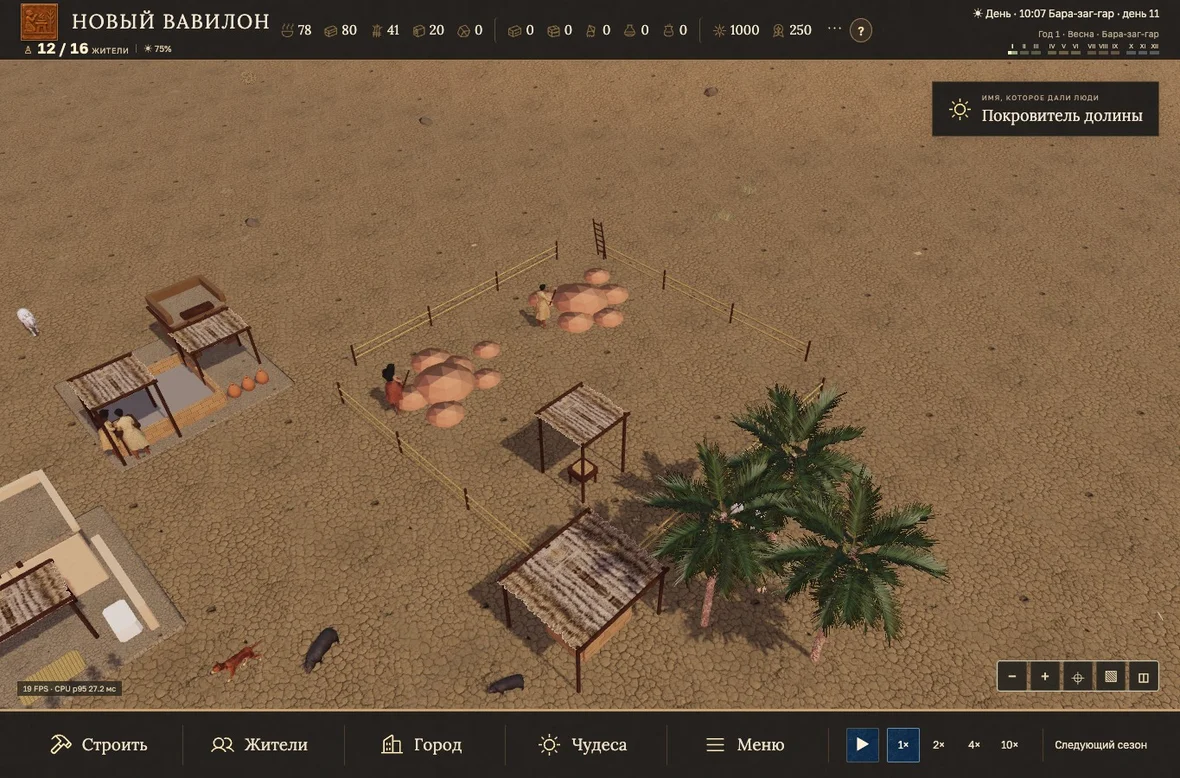 НОВЫЙ ВАВИЛОН
78 80 41 20 0 0 0 0 0 0 1000 250 ... ?
12 / 16 ЖИТЕЛИ 75%
День · 10:07 Бара-заг-гар · день 11
Год 1 · Весна · Бара-заг-гар
I II III IV V VI VII VIII IX X XI XII
ИМЯ, КОТОРОЕ ДАЛИ ЛЮДИ
Покровитель долины
19 FPS · CPU p95 27.2 мс
− +
Строить Жители Город Чудеса Меню 1× 2× 4× 10× Следующий сезон